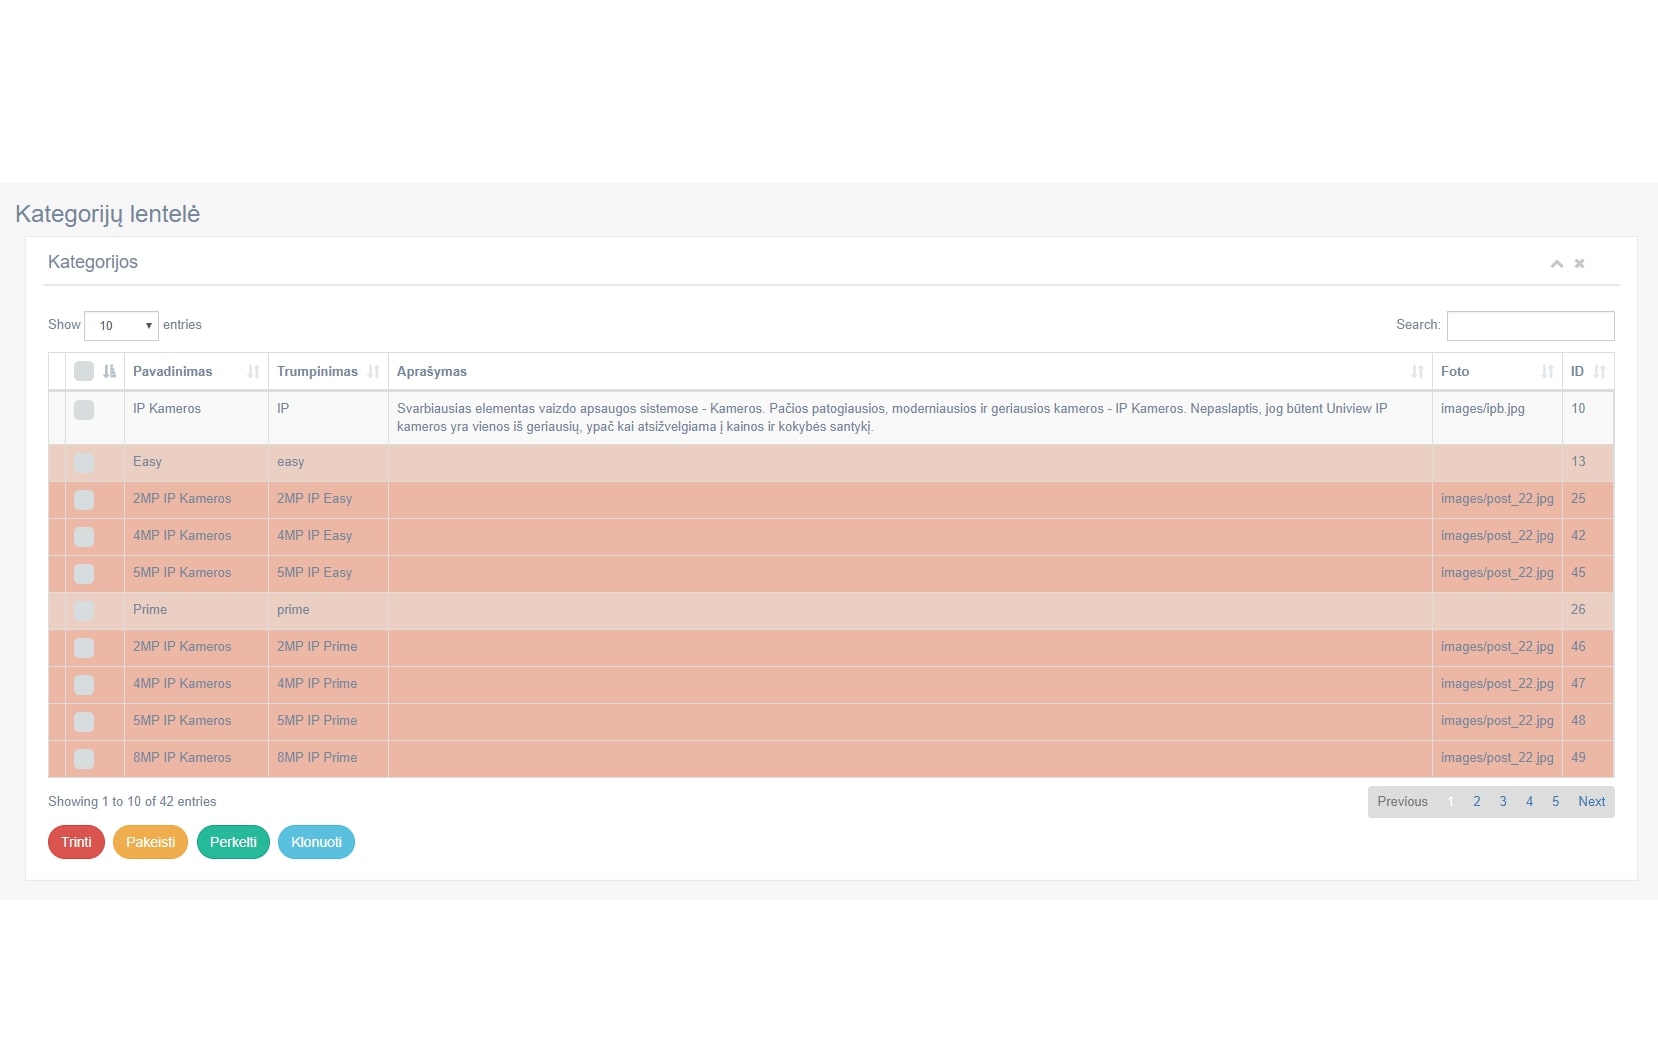 Kategorijų lentelė
Kategorijos
Show 10 entries Search:
Pavadinimas Trumpinimas Aprašymas Foto ID
IP Kameros IP Svarbiausias elementas vaizdo apsaugos sistemose - Kameros. Pačios patogiausios, moderniausios ir geriausios kameros - IP Kameros. Nepaslaptis, jog būtent Uniview IP images/ipb.jpg 10
kameros yra vienos iš geriausių, ypač kai atsižvelgiama į kainos ir kokybės santykį.
Easy easy 13
2MP IP Kameros 2MP IP Easy images/post_22.jpg 25
4MP IP Kameros 4MP IP Easy images/post_22.jpg 42
5MP IP Kameros 5MP IP Easy images/post_22.jpg 45
Prime prime 26
2MP IP Kameros 2MP IP Prime images/post_22.jpg 46
4MP IP Kameros 4MP IP Prime images/post_22.jpg 47
5MP IP Kameros 5MP IP Prime images/post_22.jpg 48
8MP IP Kameros 8MP IP Prime images/post_22.jpg 49
Showing 1 to 10 of 42 entries Previous 1 2 3 4 5 Next
Trinti Pakeisti Perkelti Klonuoti